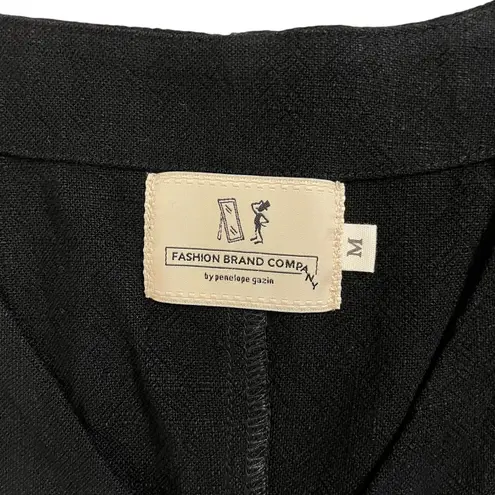 FASHION BRAND COMPANY
by penelope gazin
M